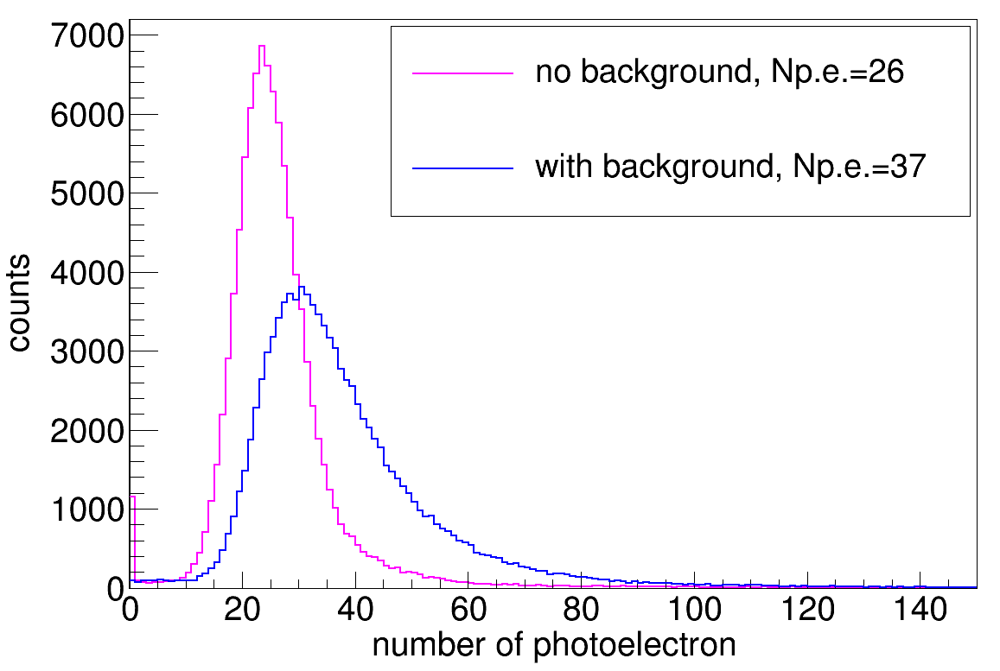 7000
6000
5000
4000
3000
2000
1000
0
counts
no background, Np.e.=26
with background, Np.e.=37
0 20 40 60 80 100 120 140
number of photoelectron